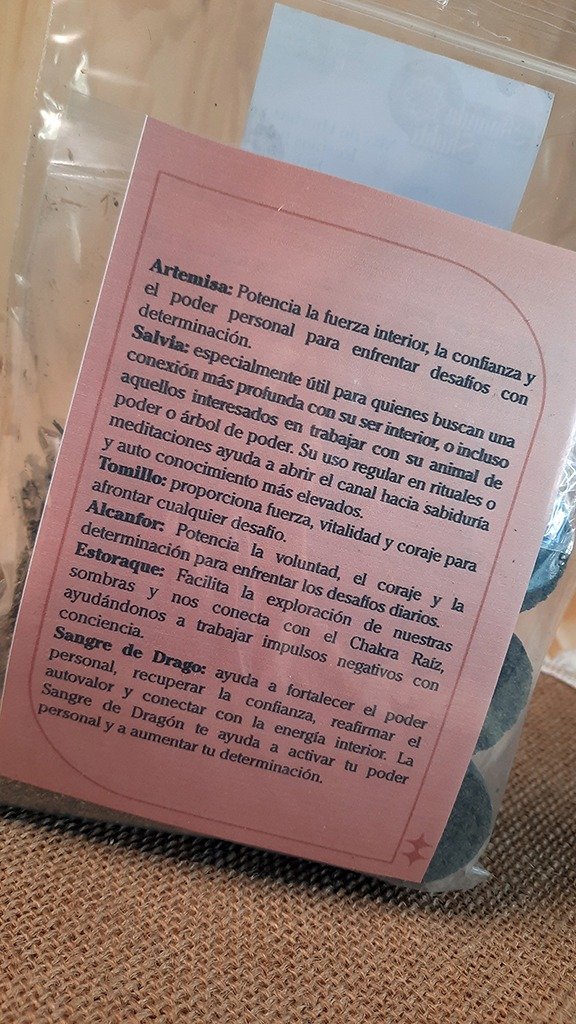 Artemisa: Potencia la fuerza interior, la confianza y
el poder personal para enfrentar desafíos con
determinación.
Salvia: especialmente útil para quienes buscan una
conexión más profunda con su ser interior, o incluso
aquellos interesados en trabajar con su animal de
poder o árbol de poder. Su uso regular en rituales o
meditaciones ayuda a abrir el canal hacia sabiduría
y auto conocimiento más elevados.
Tomillo: proporciona fuerza, vitalidad y coraje para
afrontar cualquier desafío.
Alcanfor: Potencia la voluntad, el coraje y la
determinación para enfrentar los desafíos diarios.
Estoraque: Facilita la exploración de nuestras
sombras y nos conecta con el Chakra Raíz,
ayudándonos a trabajar impulsos negativos con
conciencia.
Sangre de Drago: ayuda a fortalecer el poder
personal, recuperar la confianza, reafirmar el
autovalor y conectar con la energía interior. La
Sangre de Dragón te ayuda a activar tu poder
personal y a aumentar tu determinación.